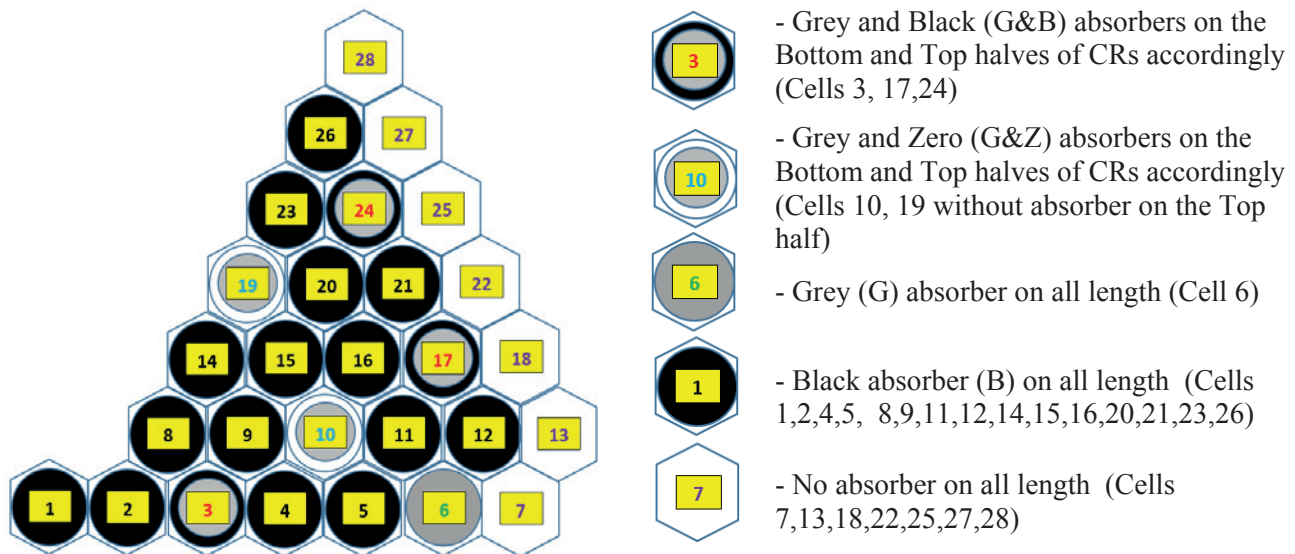 28
26 27
23 24 25
19 20 21 22
14 15 16 17 18
8 9 10 11 12 13
1 2 3 4 5 6 7
3
- Grey and Black (G&B) absorbers on the
Bottom and Top halves of CRs accordingly
(Cells 3, 17,24)
10
- Grey and Zero (G&Z) absorbers on the
Bottom and Top halves of CRs accordingly
(Cells 10, 19 without absorber on the Top
half)
6
- Grey (G) absorber on all length (Cell 6)
1
- Black absorber (B) on all length (Cells
1,2,4,5, 8,9,11,12,14,15,16,20,21,23,26)
7
- No absorber on all length (Cells
7,13,18,22,25,27,28)